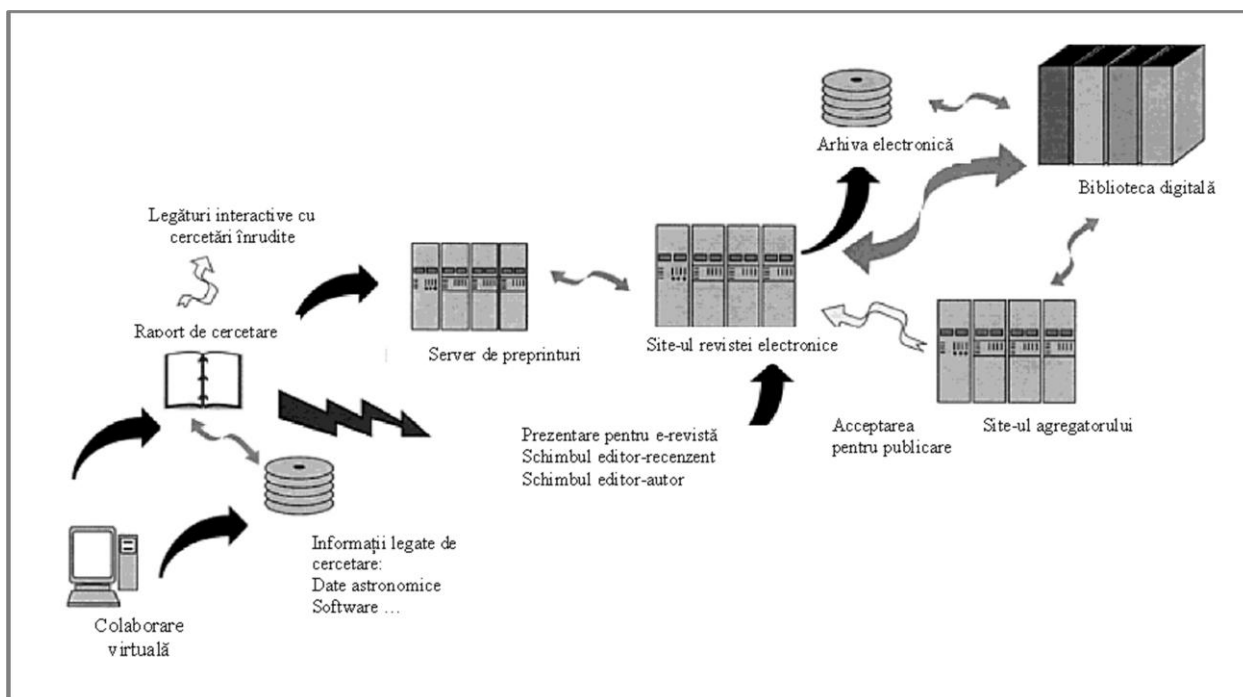 Arhiva electronică
Biblioteca digitală
Legături interactive cu
cercetări înrudite
Raport de cercetare
Server de preprinturi
Site-ul revistei electronice
Prezentare pentru e-revistă
Schimbul editor-recenzent
Schimbul editor-autor
Acceptarea
pentru publicare
Site-ul agregatorului
Informații legate de
cercetare:
Date astronomice
Software …
Colaborare
virtuală